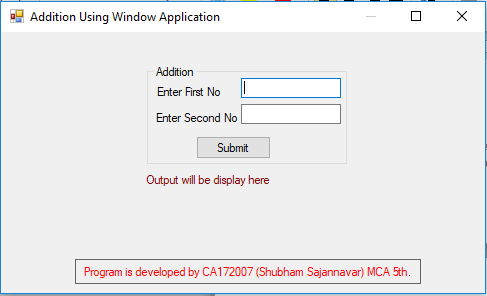 Addition Using Window Application
Addition
Enter First No
Enter Second No
Submit
Output will be display here
Program is developed by CA172007 (Shubham Sajannavar) MCA 5th.